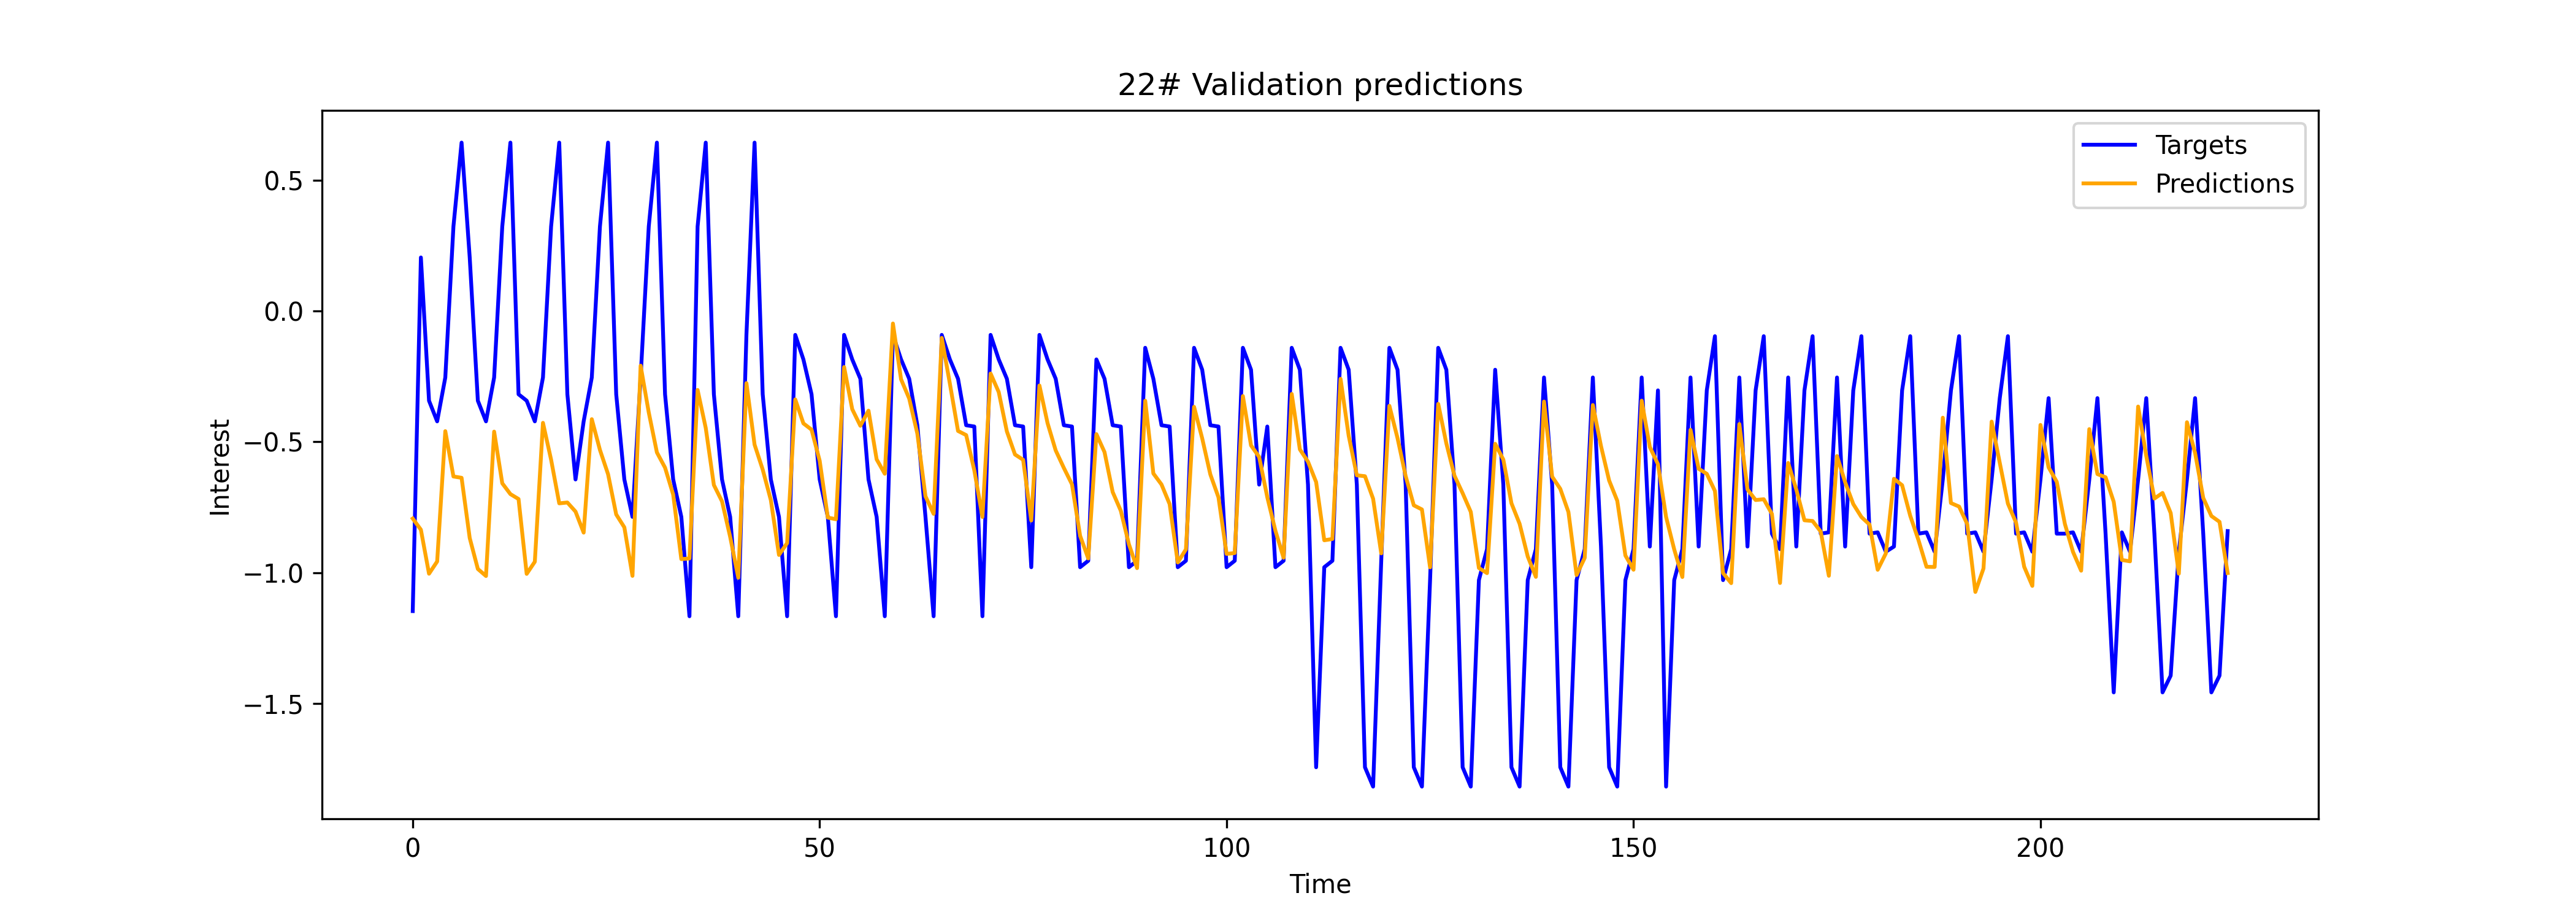 22# Validation predictions
Targets
Predictions
Interest
0.5
0.0
−0.5
−1.0
−1.5
0
50
100
150
200
Time